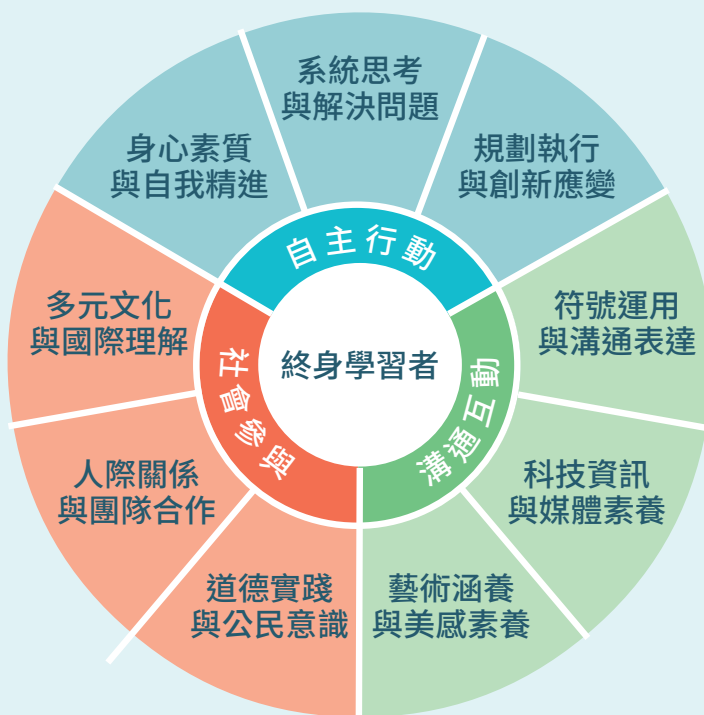 系統思考
與解決問題
身心素質
與自我精進
規劃執行
與創新應變
自主行動
多元文化
與國際理解
符號運用
與溝通表達
社會參與
終身學習者
溝通互動
人際關係
與團隊合作
科技資訊
與媒體素養
道德實踐
與公民意識
藝術涵養
與美感素養